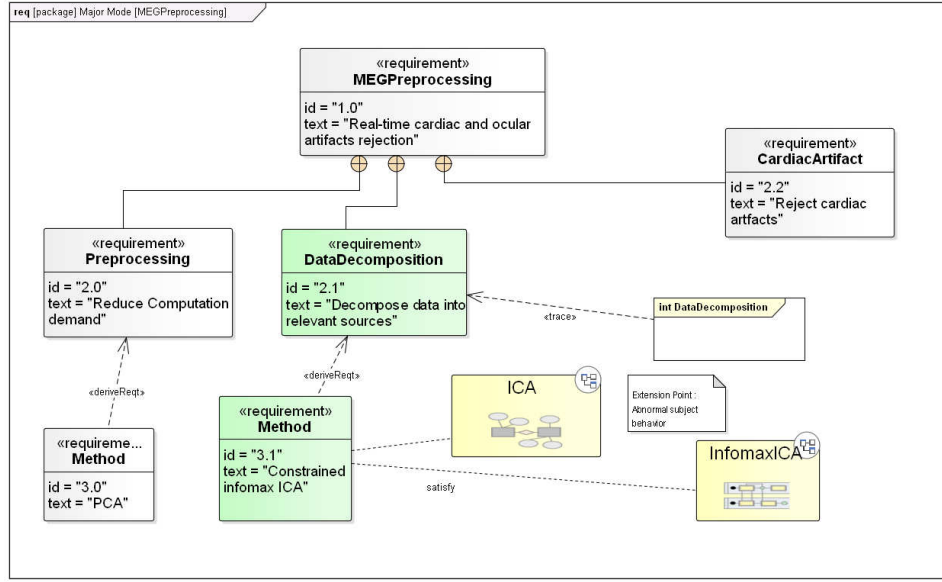 req [package] Major Mode [MEGPreprocessing]
«requirement»
MEGPreprocessing
id = "1.0"
text = "Real-time cardiac and ocular
artifacts rejection"
«requirement»
CardiacArtifact
id = "2.2"
text = "Reject cardiac
artfacts"
«requirement»
Preprocessing
id = "2.0"
text = "Reduce Computation
demand"
«requirement»
DataDecomposition
id = "2.1"
text = "Decompose data into
relevant sources"
«trace»
int DataDecomposition
«deriveReqt»
«deriveReqt»
«requireme...
Method
id = "3.0"
text = "PCA"
«requirement»
Method
id = "3.1"
text = "Constrained
infomax ICA"
ICA
Extension Point :
Abnormal subject
behavior
satisfy
InfomaxICA